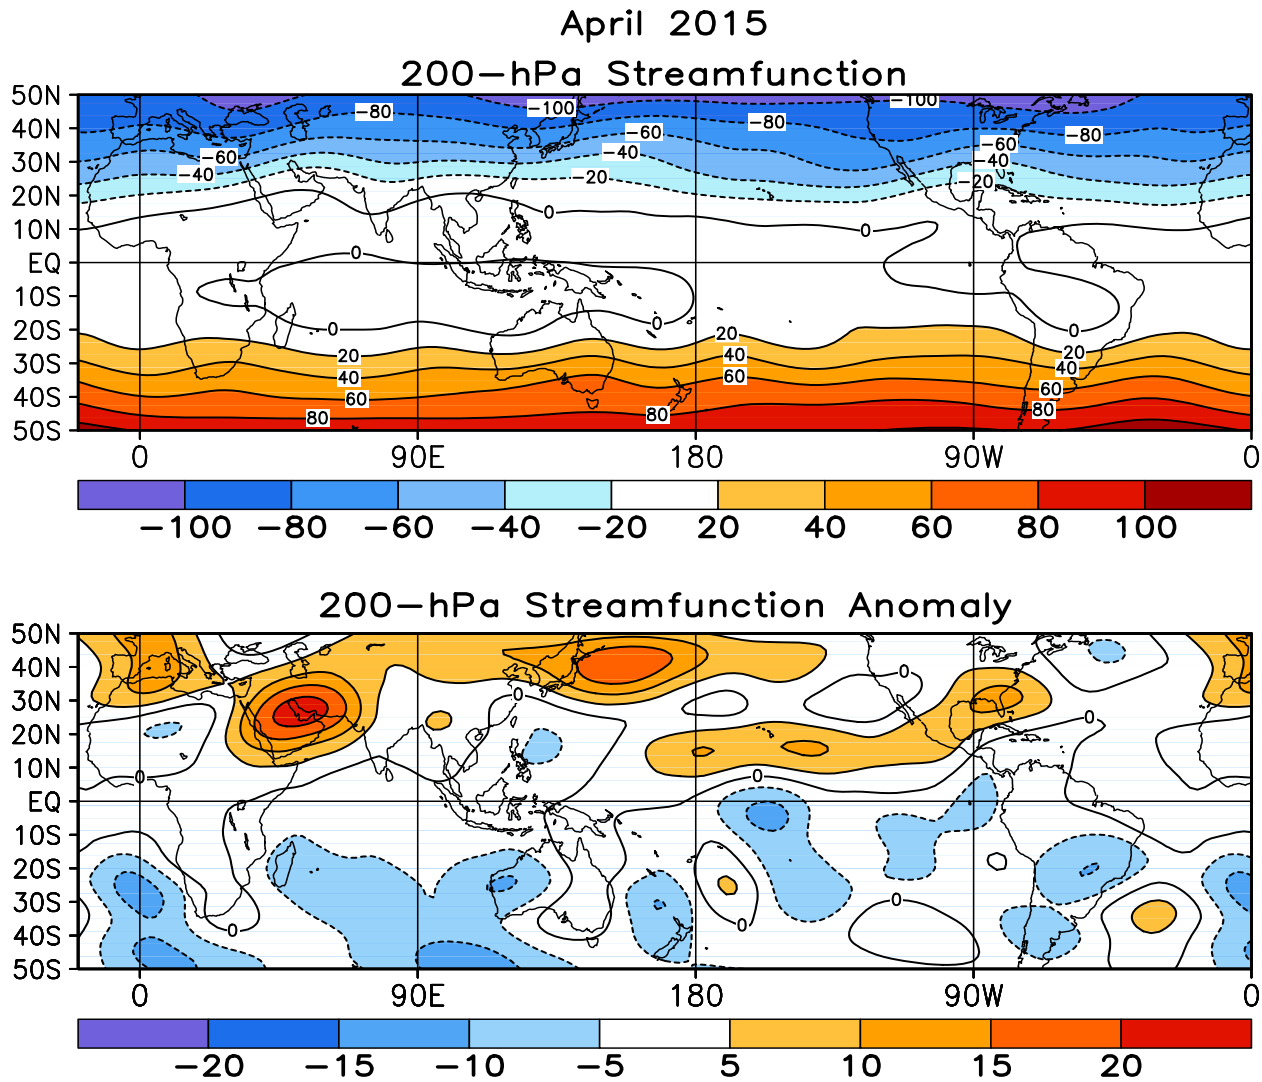 April 2015
200-hPa Streamfunction
50N
40N
30N
20N
10N
EQ
10S
20S
30S
40S
50S
-80 -100 -100
-60 -80 -60 -80
-40 -40 -60 -40
-20 -20
0 0
0
0 0 0
20 20 20
40 40 40
60 60 60
80 80 80
0 90E 180 90W 0
-100 -80 -60 -40 -20 20 40 60 80 100
200-hPa Streamfunction Anomaly
50N
40N
30N
20N
10N
EQ
10S
20S
30S
40S
50S
0
0
0
0 0
0
0 0
0 90E 180 90W 0
-20 -15 -10 -5 5 10 15 20